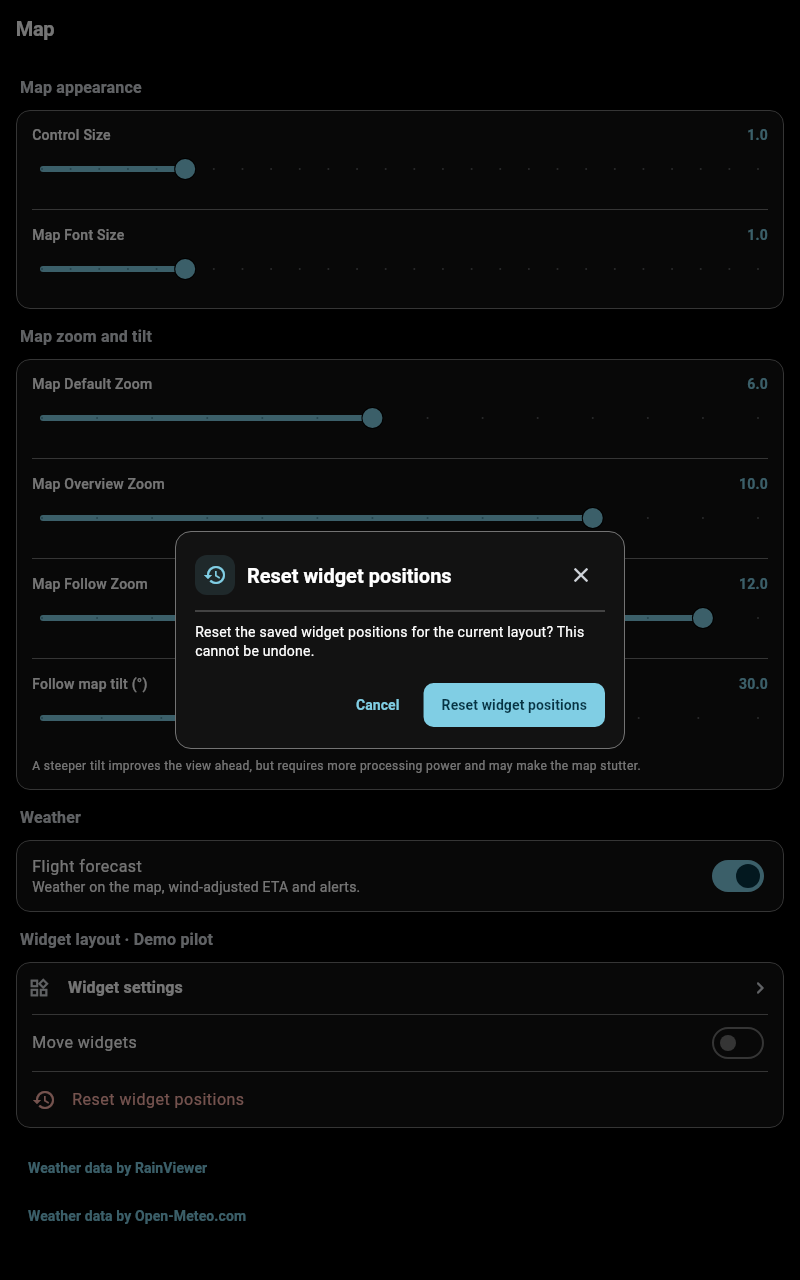 Map
Map appearance
Control Size
1.0
Map Font Size
1.0
Map zoom and tilt
Map Default Zoom
6.0
Map Overview Zoom
10.0
Map Follow Zoom
12.0
Follow map tilt (°)
30.0
A steeper tilt improves the view ahead, but requires more processing power and may make the map stutter.
Reset widget positions
Reset the saved widget positions for the current layout? This
cannot be undone.
Cancel
Reset widget positions
Weather
Flight forecast
Weather on the map, wind-adjusted ETA and alerts.
Widget layout · Demo pilot
Widget settings
Move widgets
Reset widget positions
Weather data by RainViewer
Weather data by Open-Meteo.com